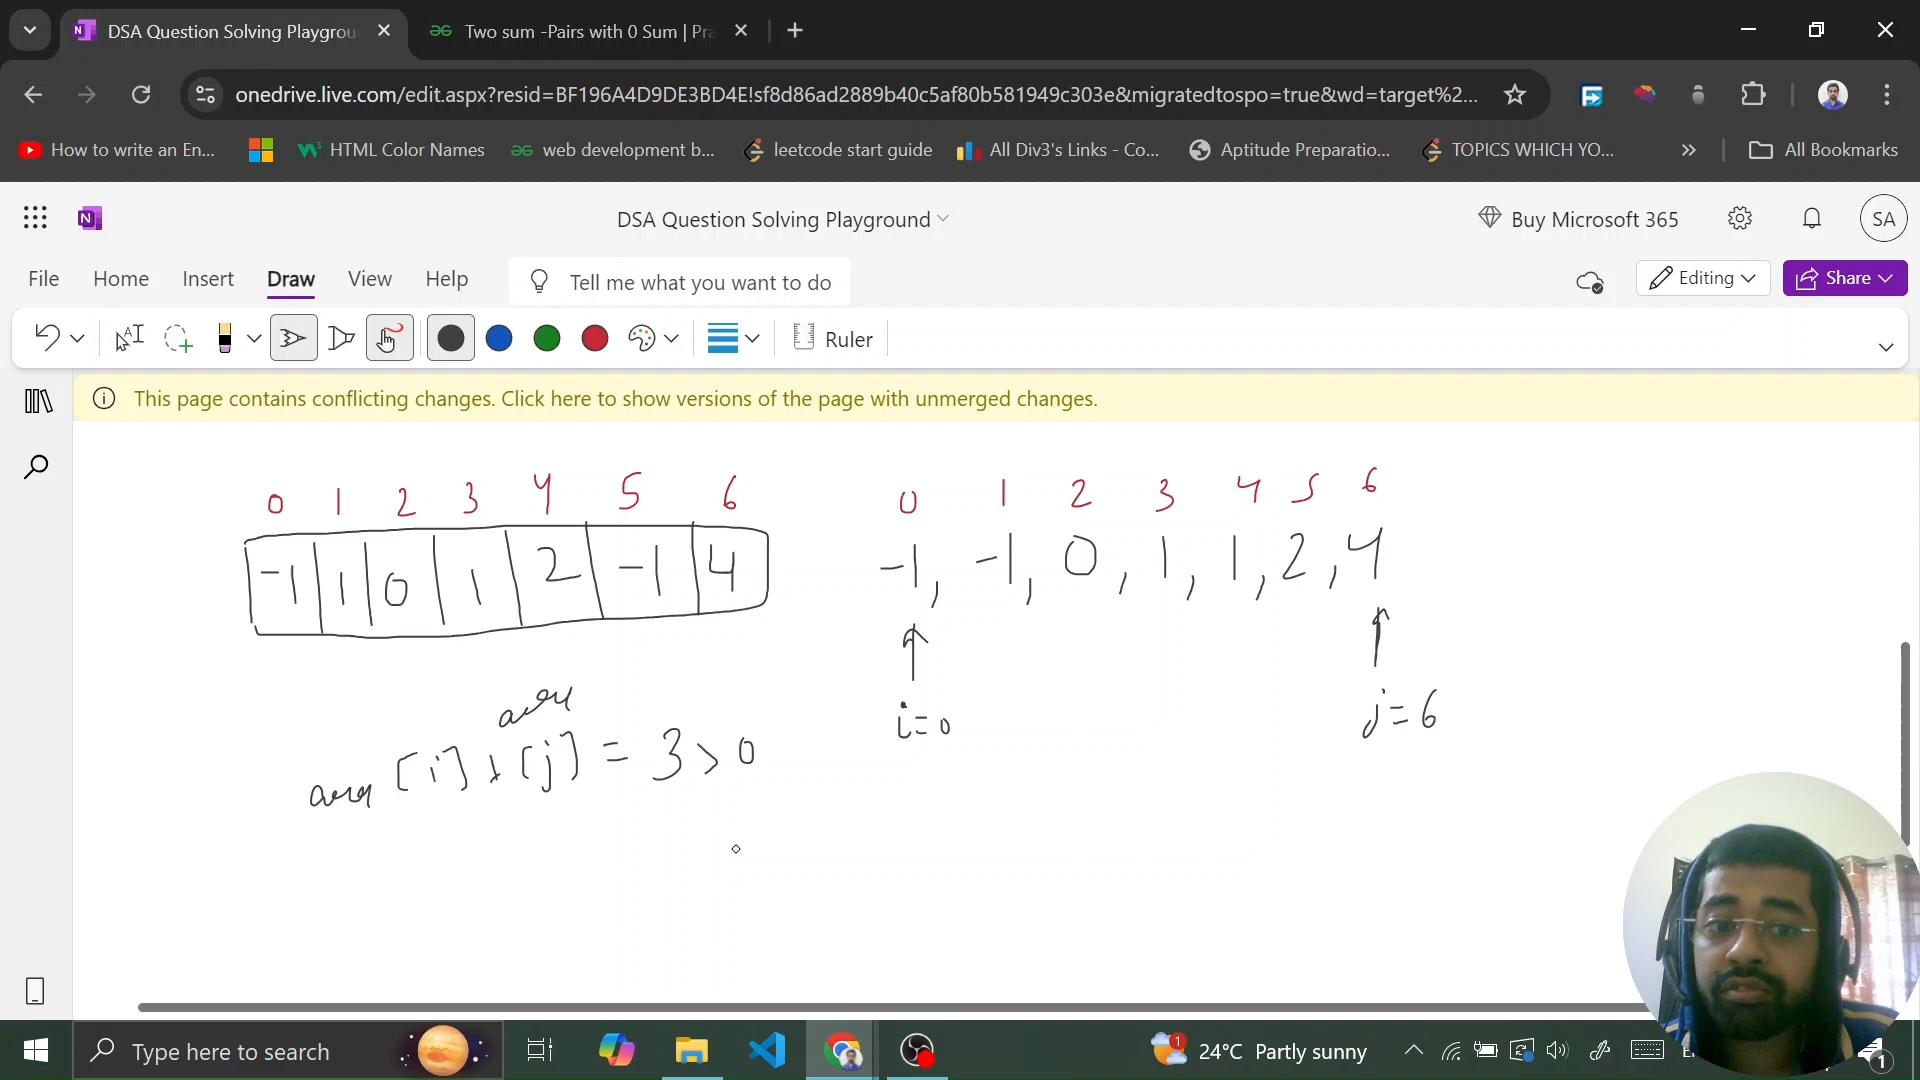 DSA Question Solving Playgrou
Two sum -Pairs with 0 Sum | Pra
onedrive.live.com/edit.aspx?resid=BF196A4D9DE3BD4E!sf8d86ad2889b40c5af80b581949c303e&migratedtospo=true&wd=target%2...
How to write an En...
HTML Color Names
web development b...
leetcode start guide
All Div3's Links - Co...
Aptitude Preparatio...
TOPICS WHICH YO...
All Bookmarks
DSA Question Solving Playground
Buy Microsoft 365
SA
File Home Insert Draw View Help
Tell me what you want to do
Editing
Share
Ruler
This page contains conflicting changes. Click here to show versions of the page with unmerged changes.
0 1 2 3 4 5 6
-1 1 0 1 2 -1 4
0 1 2 3 4 5 6
-1, -1, 0, 1, 1, 2, 4
i=0
j=6
arr
arr [i] + [j] = 3 > 0
Type here to search
24°C Partly sunny
1
1